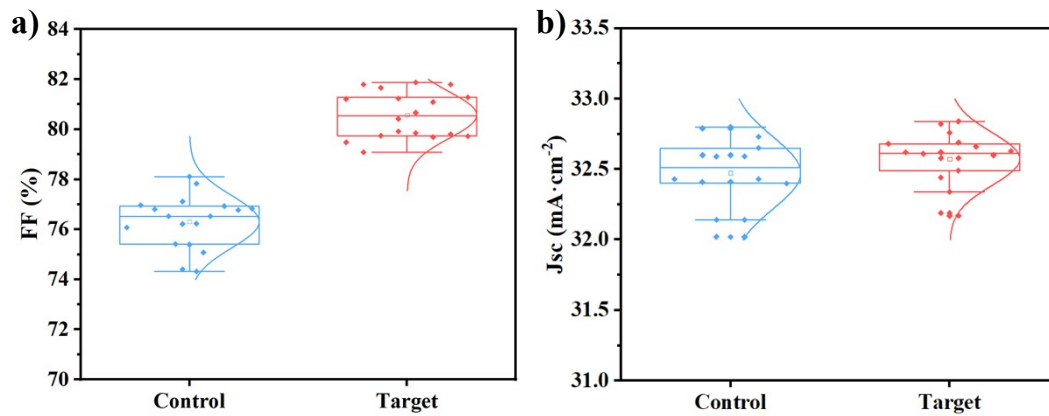 a)
FF (%)
84
82
80
78
76
74
72
70
Control
Target
b)
Jsc (mA·cm⁻²)
33.5
33.0
32.5
32.0
31.5
31.0
Control
Target